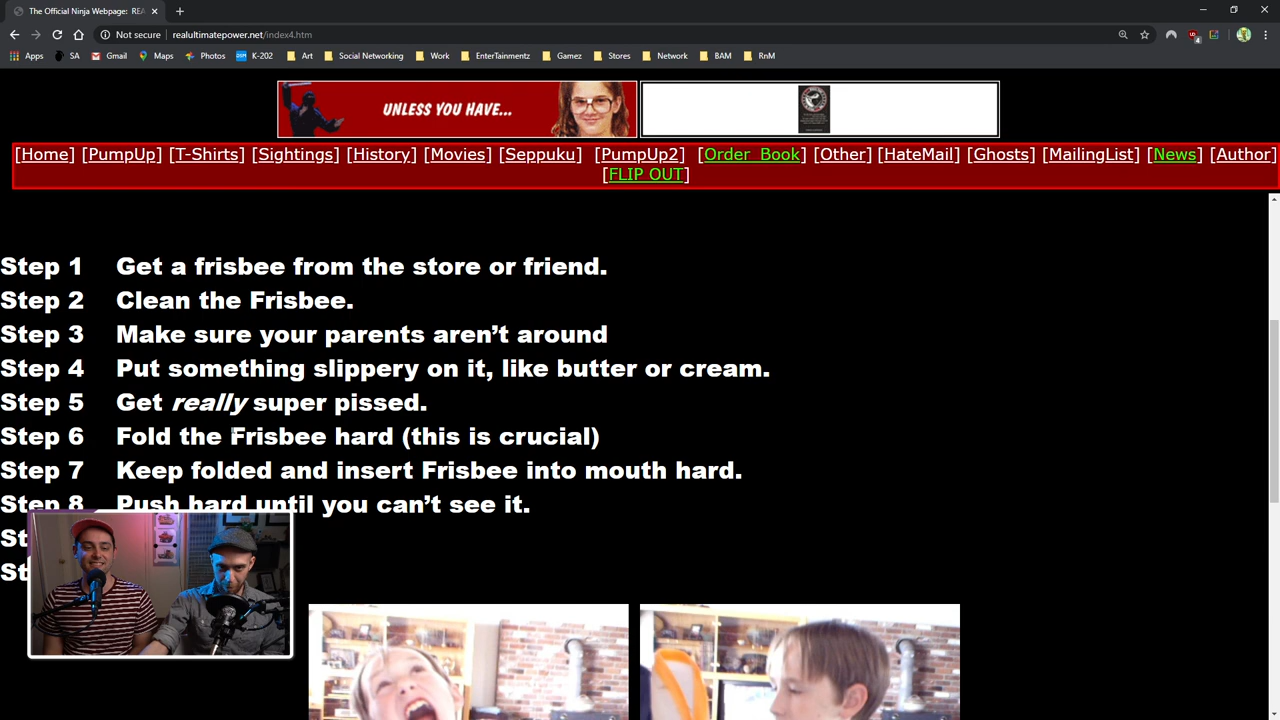 The Official Ninja Webpage: REA
Not secure | realultimatepower.net/index4.htm
Apps SA Gmail Maps Photos K-202 Art Social Networking Work EnterTainmentz Gamez Stores Network BAM RnM
UNLESS YOU HAVE...
[Home] [PumpUp] [T-Shirts] [Sightings] [History] [Movies] [Seppuku] [PumpUp2] [Order Book] [Other] [HateMail] [Ghosts] [MailingList] [News] [Author]
[FLIP OUT]
Step 1 Get a frisbee from the store or friend.
Step 2 Clean the Frisbee.
Step 3 Make sure your parents aren’t around
Step 4 Put something slippery on it, like butter or cream.
Step 5 Get really super pissed.
Step 6 Fold the Frisbee hard (this is crucial)
Step 7 Keep folded and insert Frisbee into mouth hard.
Step 8 Push hard until you can’t see it.
St
St